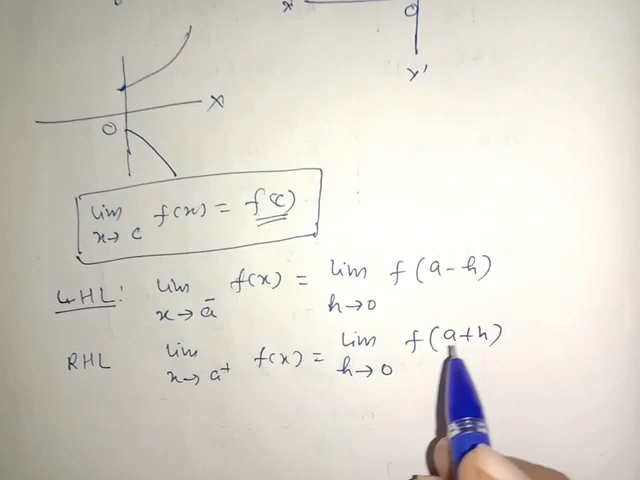 X'
O
Y'
X
O
lim f(x) = f(c)
x→c
LHL: lim f(x) = lim f(a-h)
x→a⁻ h→0
RHL lim f(x) = lim f(a+h)
x→a⁺ h→0